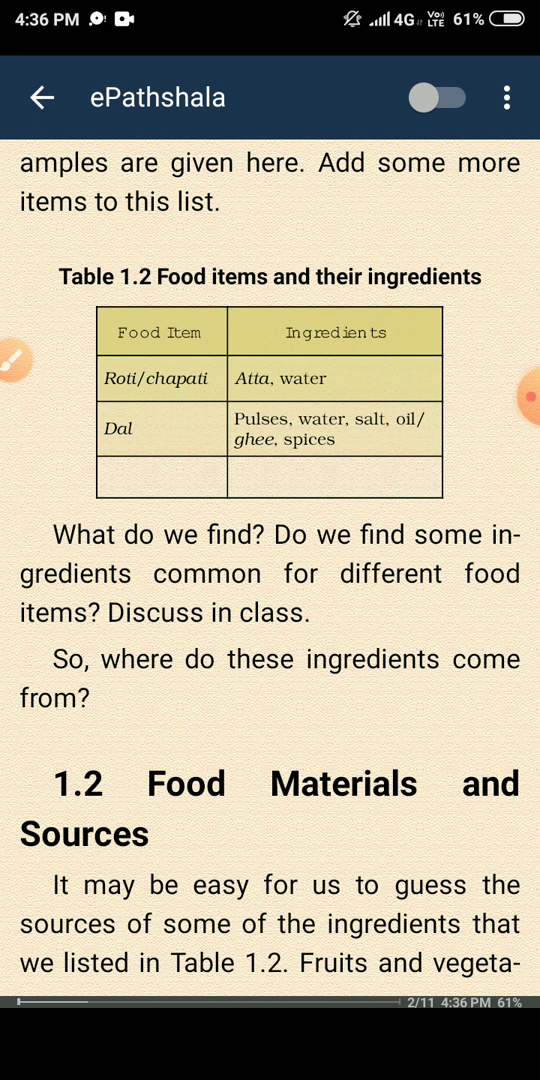 4:36 PM
4G Vo) LTE 61%
ePathshala
amples are given here. Add some more
items to this list.
Table 1.2 Food items and their ingredients
Food Item Ingredients
Roti/chapati Atta, water
Dal Pulses, water, salt, oil/
ghee, spices
What do we find? Do we find some in-
gredients common for different food
items? Discuss in class.
So, where do these ingredients come
from?
1.2 Food Materials and
Sources
It may be easy for us to guess the
sources of some of the ingredients that
we listed in Table 1.2. Fruits and vegeta-
2/11 4:36 PM 61%